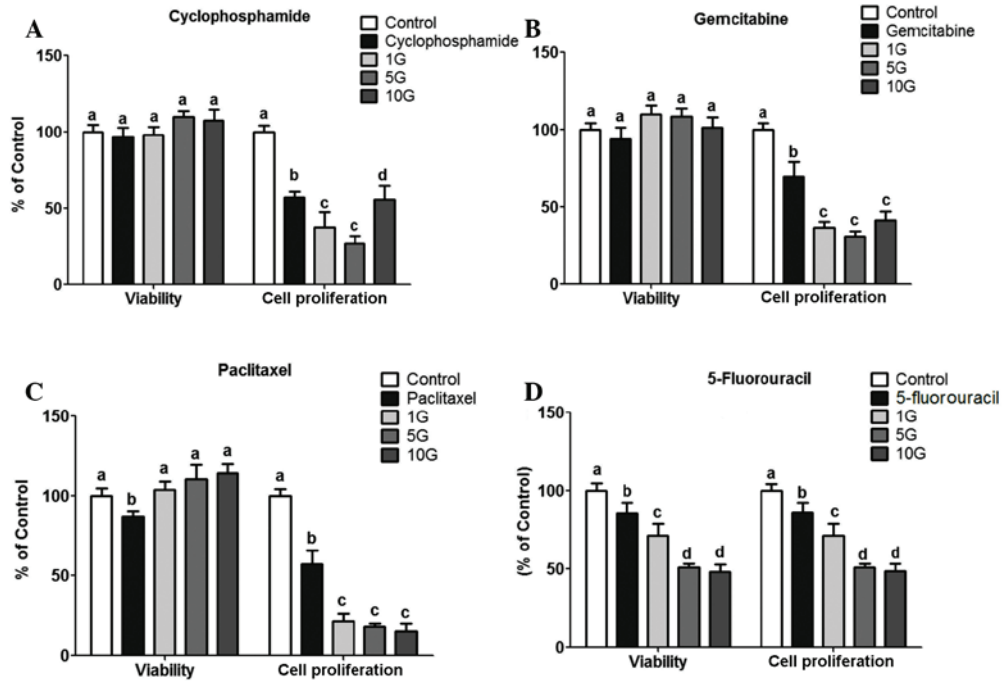 A
Cyclophosphamide
Control
Cyclophosphamide
1G
5G
10G
% of Control
150
100
50
0
a a a a a
a b c c d
Viability Cell proliferation
B
Gemcitabine
Control
Gemcitabine
1G
5G
10G
% of Control
150
100
50
0
a a a a a
a b c c c
Viability Cell proliferation
C
Paclitaxel
Control
Paclitaxel
1G
5G
10G
% of Control
150
100
50
0
a b a a a
a b c c c
Viability Cell proliferation
D
5-Fluorouracil
Control
5-fluorouracil
1G
5G
10G
(% of Control)
150
100
50
0
a b c d d
a b c d d
Viability Cell proliferation